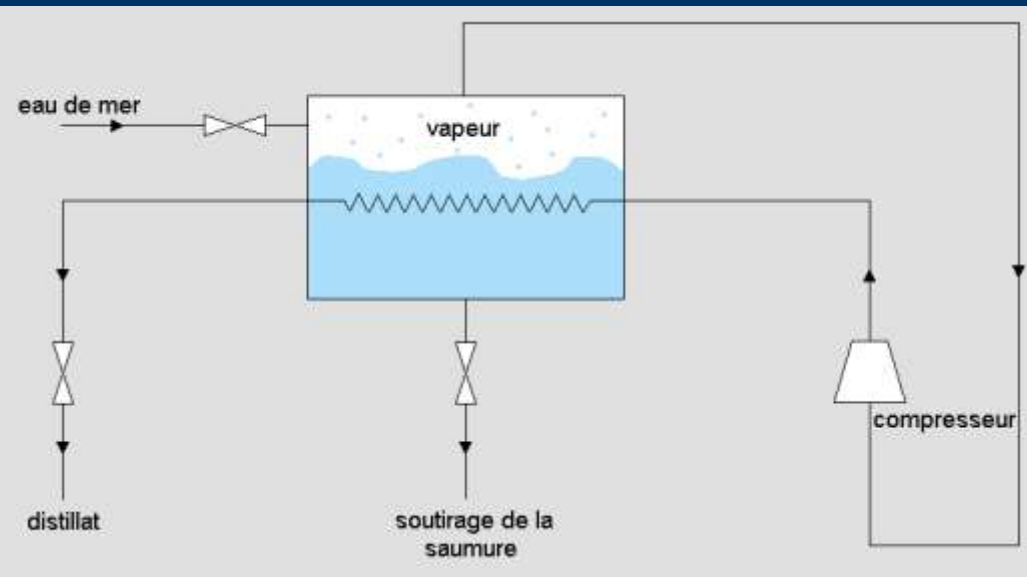 eau de mer
vapeur
compresseur
distillat
soutirage de la
saumure